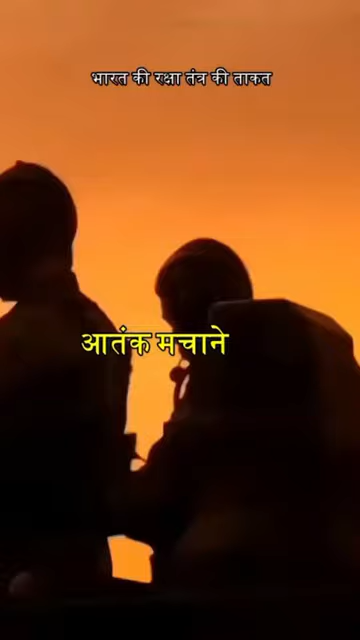 भारत की रक्षा तंत्र की ताकत
आतंक मचाने